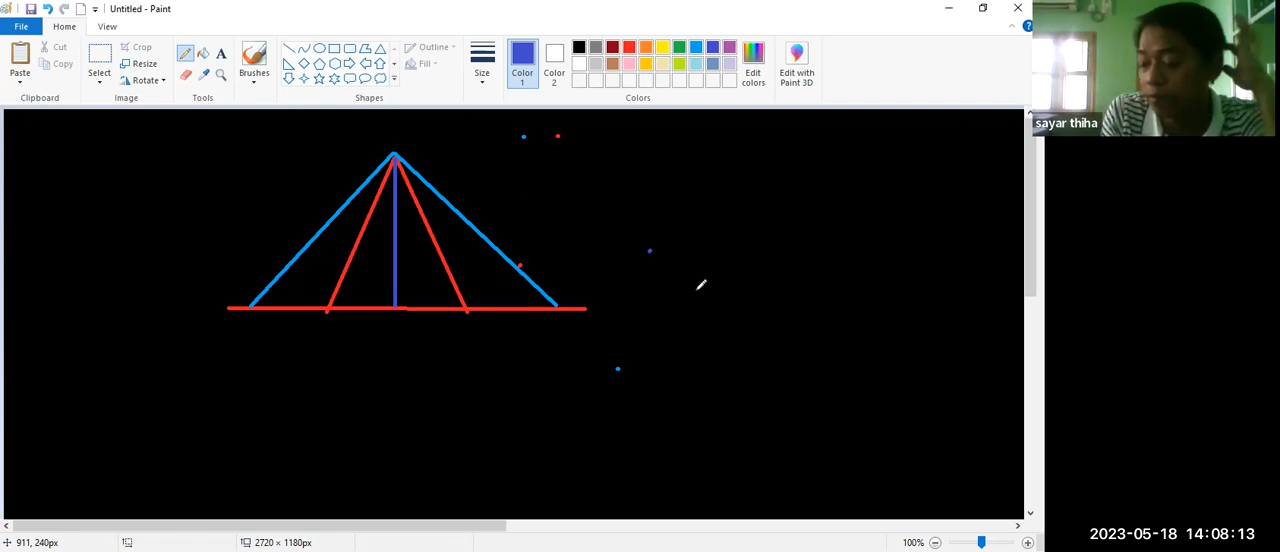 Untitled - Paint
File Home View
Paste
Cut
Copy
Clipboard
Select
Crop
Resize
Rotate
Image
A
Tools
Brushes
Outline
Fill
Shapes
Size
Color
1
Color
2
Edit
colors
Colors
Edit with
Paint 3D
sayar thiha
911, 240px
2720 × 1180px
100%
2023-05-18 14:08:13